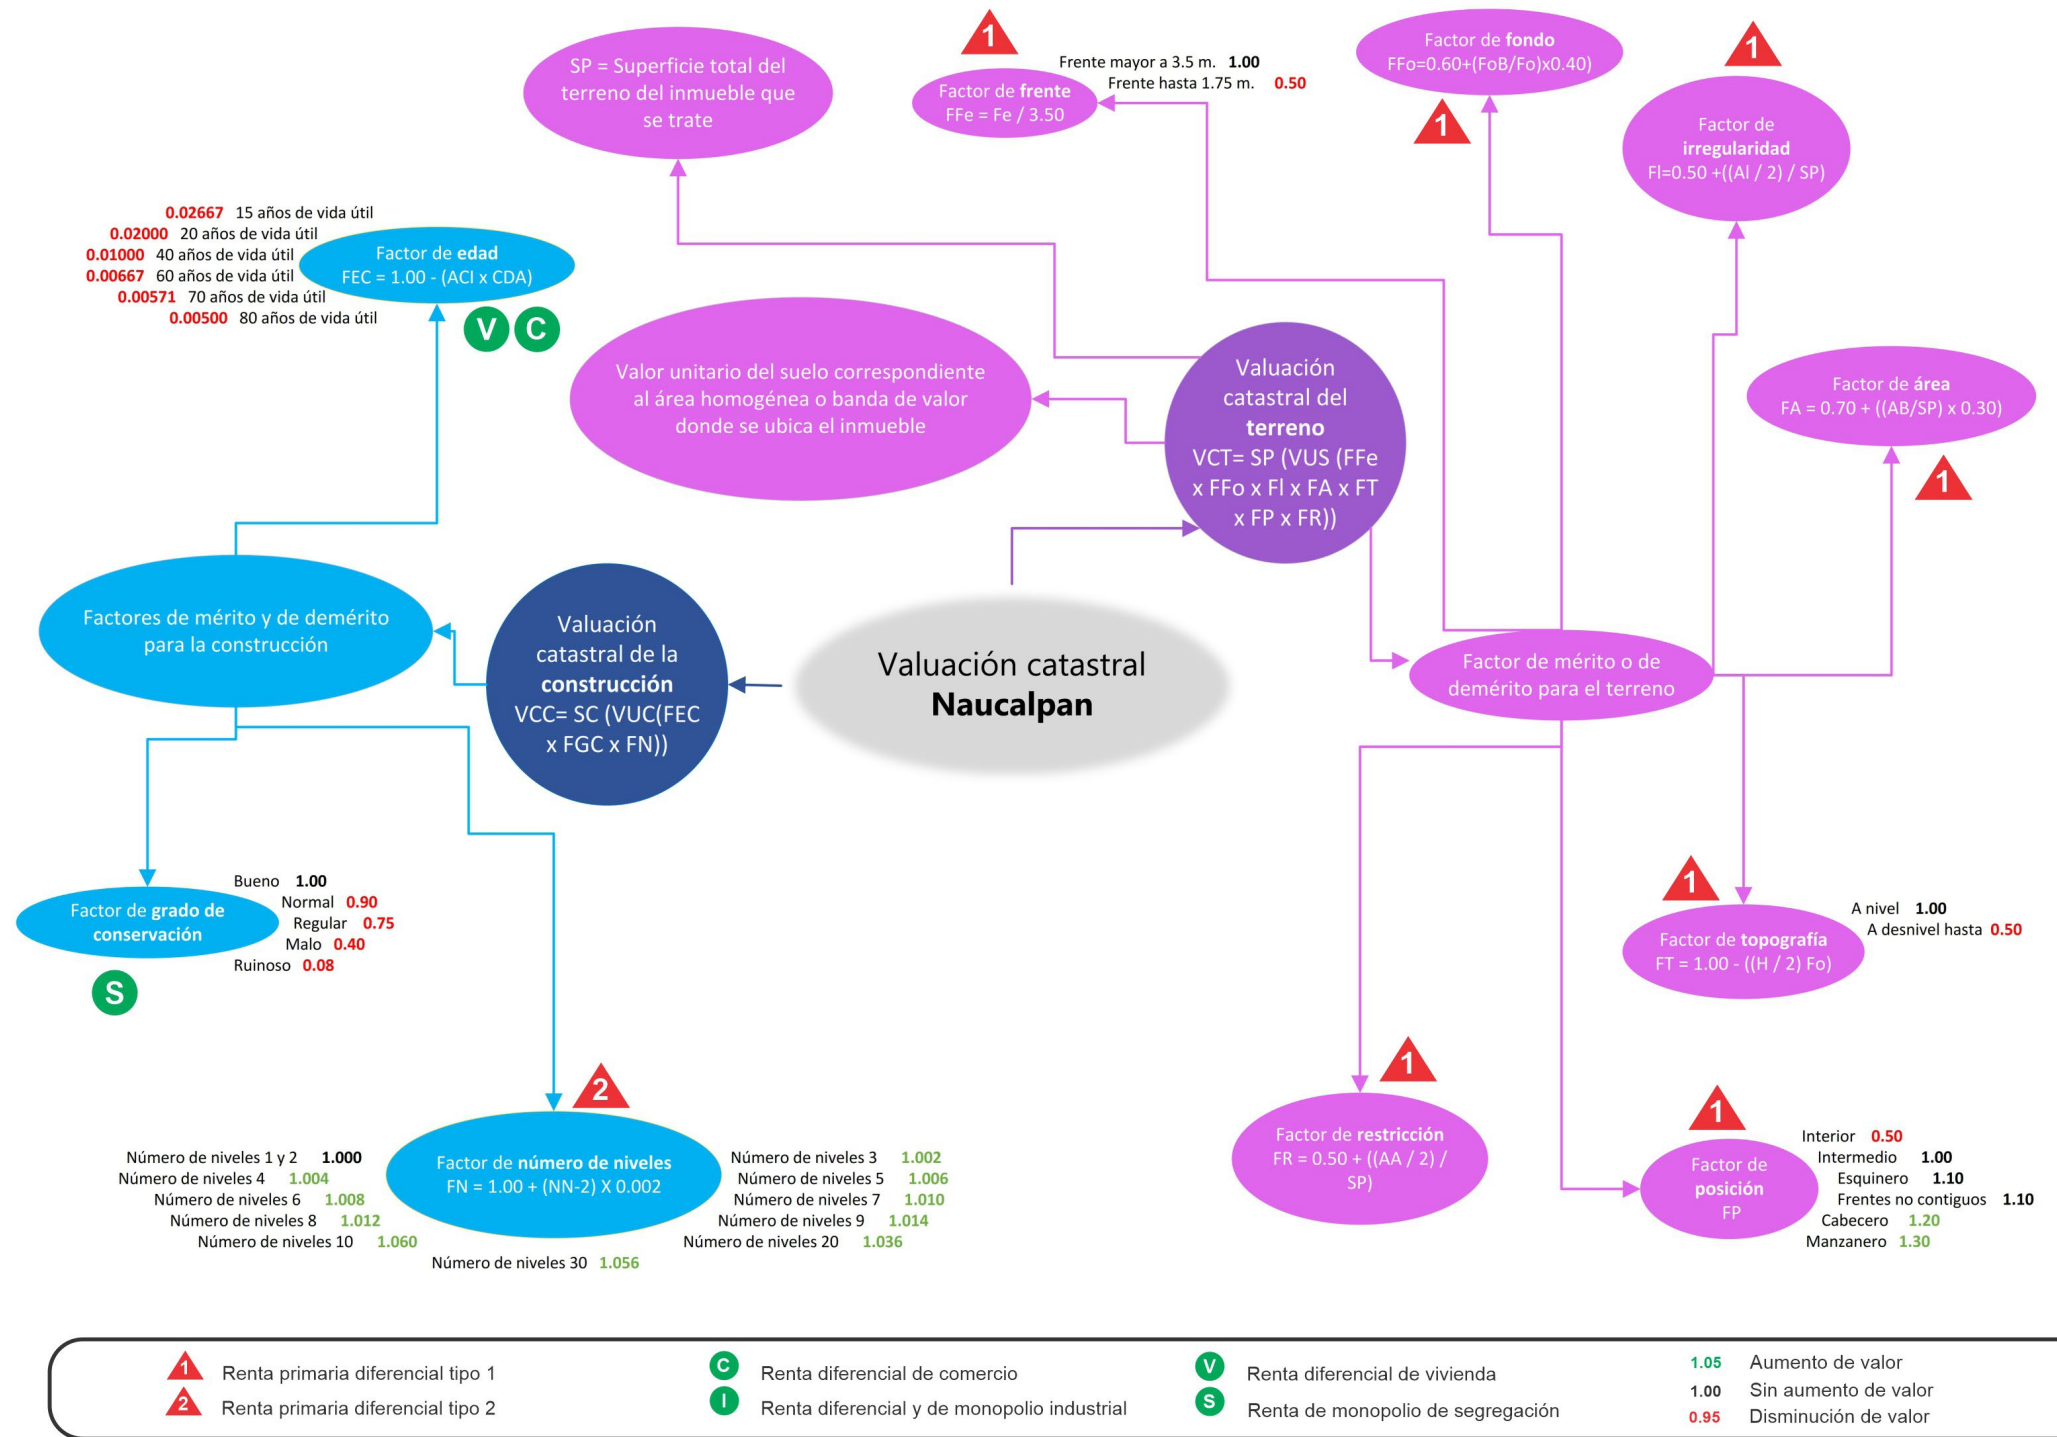 SP = Superficie total del
terreno del inmueble que
se trate
1
Factor de frente
FFe = Fe / 3.50
Frente mayor a 3.5 m. 1.00
Frente hasta 1.75 m. 0.50
Factor de fondo
FFo=0.60+(FoB/Fo)x0.40)
1
1
Factor de
irregularidad
Fl=0.50 +((Al / 2) / SP)
0.02667 15 años de vida útil
0.02000 20 años de vida útil
0.01000 40 años de vida útil
0.00667 60 años de vida útil
0.00571 70 años de vida útil
0.00500 80 años de vida útil
Factor de edad
FEC = 1.00 - (ACI x CDA)
V C
Valor unitario del suelo correspondiente
al área homogénea o banda de valor
donde se ubica el inmueble
Valuación
catastral del
terreno
VCT= SP (VUS (FFe
x FFo x Fl x FA x FT
x FP x FR))
Factor de área
FA = 0.70 + ((AB/SP) x 0.30)
1
Factores de mérito y de demérito
para la construcción
Valuación
catastral de la
construcción
VCC= SC (VUC(FEC
x FGC x FN))
Valuación catastral
Naucalpan
Factor de mérito o de
demérito para el terreno
Factor de grado de
conservación
Bueno 1.00
Normal 0.90
Regular 0.75
Malo 0.40
Ruinoso 0.08
S
1
Factor de topografía
FT = 1.00 - ((H / 2) Fo)
A nivel 1.00
A desnivel hasta 0.50
2
Factor de número de niveles
FN = 1.00 + (NN-2) X 0.002
Número de niveles 1 y 2 1.000
Número de niveles 4 1.004
Número de niveles 6 1.008
Número de niveles 8 1.012
Número de niveles 10 1.060
Número de niveles 3 1.002
Número de niveles 5 1.006
Número de niveles 7 1.010
Número de niveles 9 1.014
Número de niveles 20 1.036
Número de niveles 30 1.056
1
Factor de restricción
FR = 0.50 + ((AA / 2) /
SP)
1
Factor de
posición
FP
Interior 0.50
Intermedio 1.00
Esquinero 1.10
Frentes no contiguos 1.10
Cabecero 1.20
Manzanero 1.30
1 Renta primaria diferencial tipo 1
2 Renta primaria diferencial tipo 2
C Renta diferencial de comercio
I Renta diferencial y de monopolio industrial
V Renta diferencial de vivienda
S Renta de monopolio de segregación
1.05 Aumento de valor
1.00 Sin aumento de valor
0.95 Disminución de valor